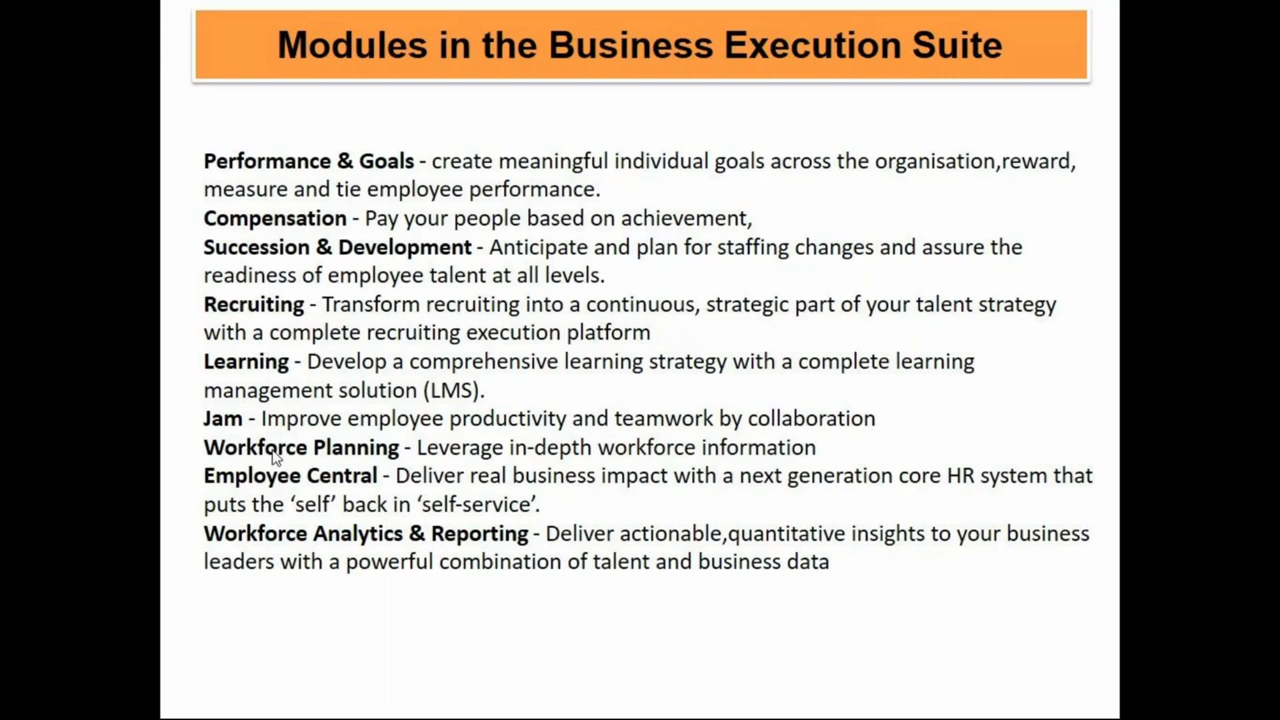 Modules in the Business Execution Suite
Performance & Goals - create meaningful individual goals across the organisation,reward,
measure and tie employee performance.
Compensation - Pay your people based on achievement,
Succession & Development - Anticipate and plan for staffing changes and assure the
readiness of employee talent at all levels.
Recruiting - Transform recruiting into a continuous, strategic part of your talent strategy
with a complete recruiting execution platform
Learning - Develop a comprehensive learning strategy with a complete learning
management solution (LMS).
Jam - Improve employee productivity and teamwork by collaboration
Workforce Planning - Leverage in-depth workforce information
Employee Central - Deliver real business impact with a next generation core HR system that
puts the ‘self’ back in ‘self-service’.
Workforce Analytics & Reporting - Deliver actionable,quantitative insights to your business
leaders with a powerful combination of talent and business data